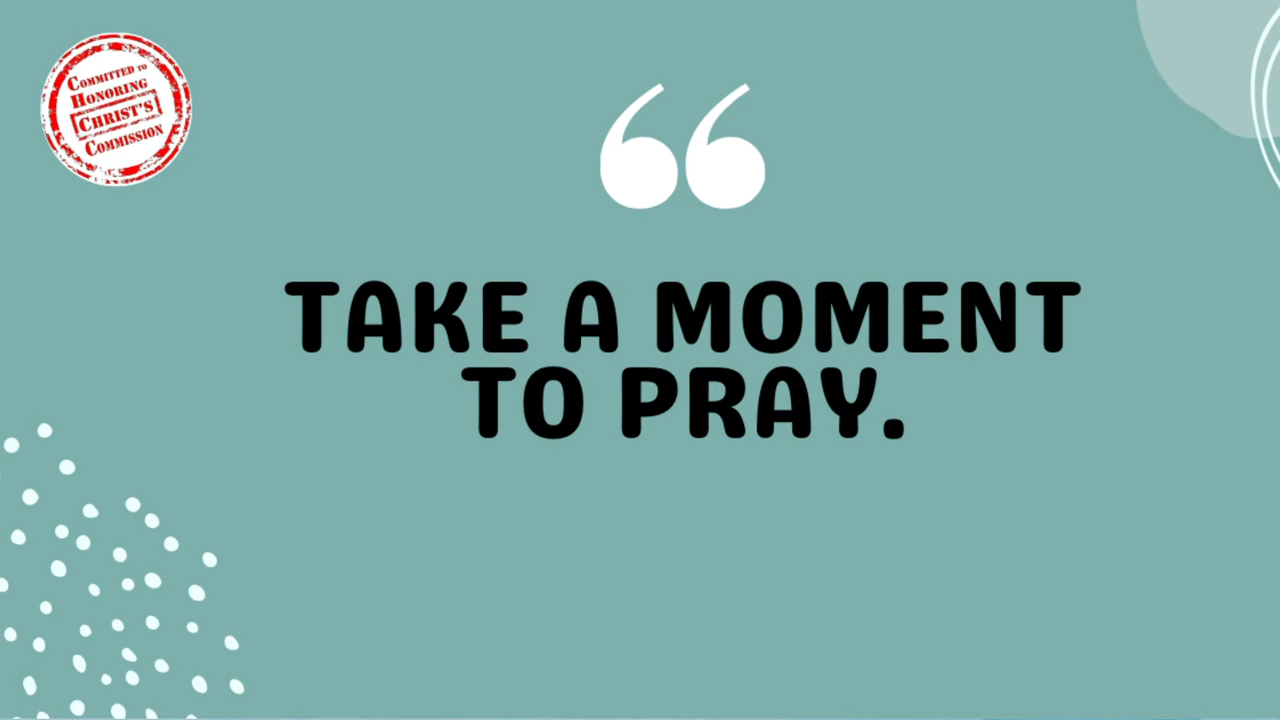 COMMITTED TO
HONORING
CHRIST'S
COMMISSION
“
TAKE A MOMENT
TO PRAY.